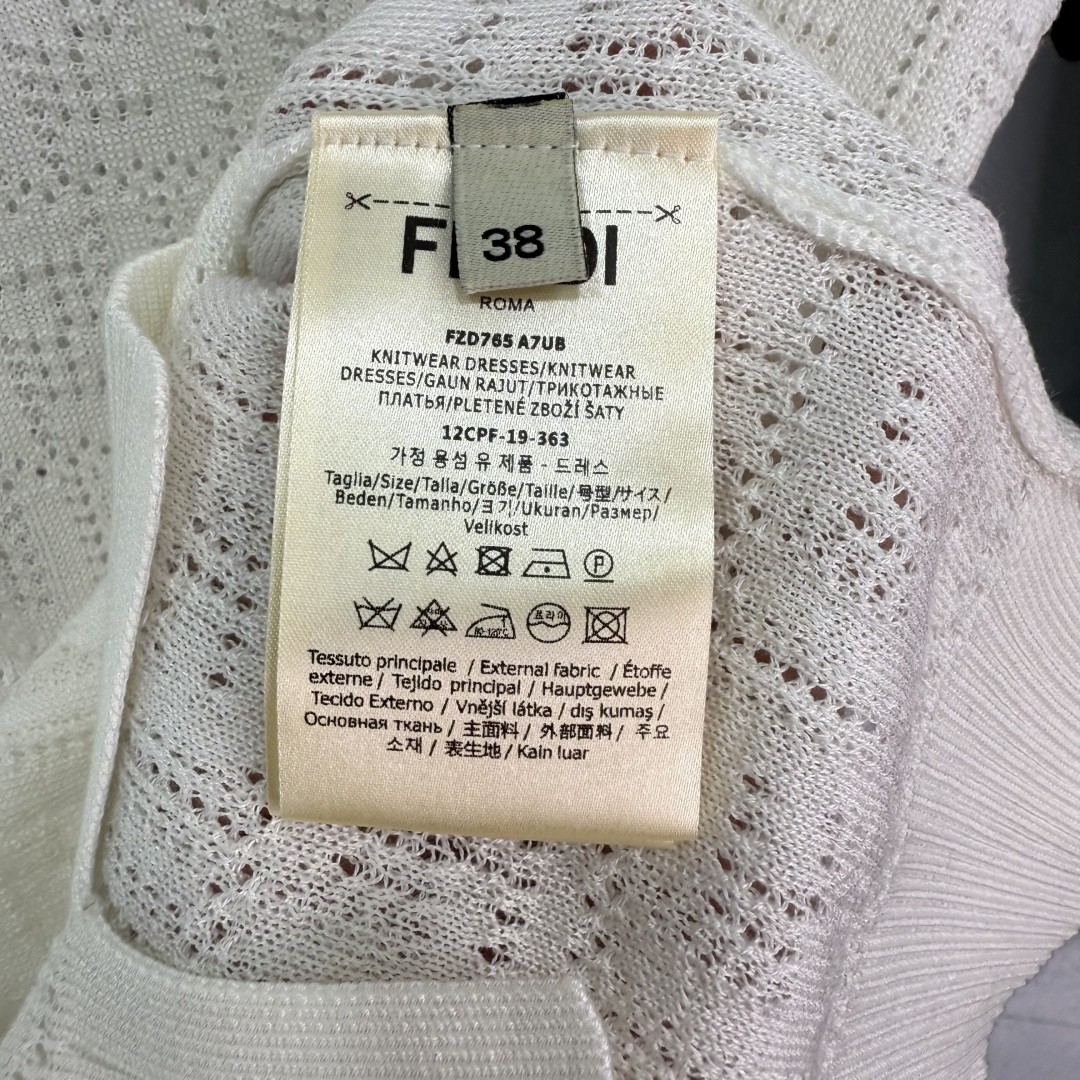 38
ROMA
FZD765 A7UB
KNITWEAR DRESSES/KNITWEAR
DRESSES/GAUN RAJUT/ТРИКОТАЖНЫЕ
ПЛАТЬЯ/PLETENÉ ZBOŽÍ ŠATY
12CPF-19-363
가정 용섬 유 제품 - 드레스
Taglia/Size/Talla/Größe/Taille/号型/サイズ/
Beden/Tamanho/크기/Ukuran/Размер/
Velikost
P
드라이
Tessuto principale / External fabric / Étoffe
externe / Tejido principal / Hauptgewebe /
Tecido Externo / Vnější látka / dış kumaş /
Основная ткань / 主面料 / 外部面料 / 주요
소재 / 表生地 / Kain luar